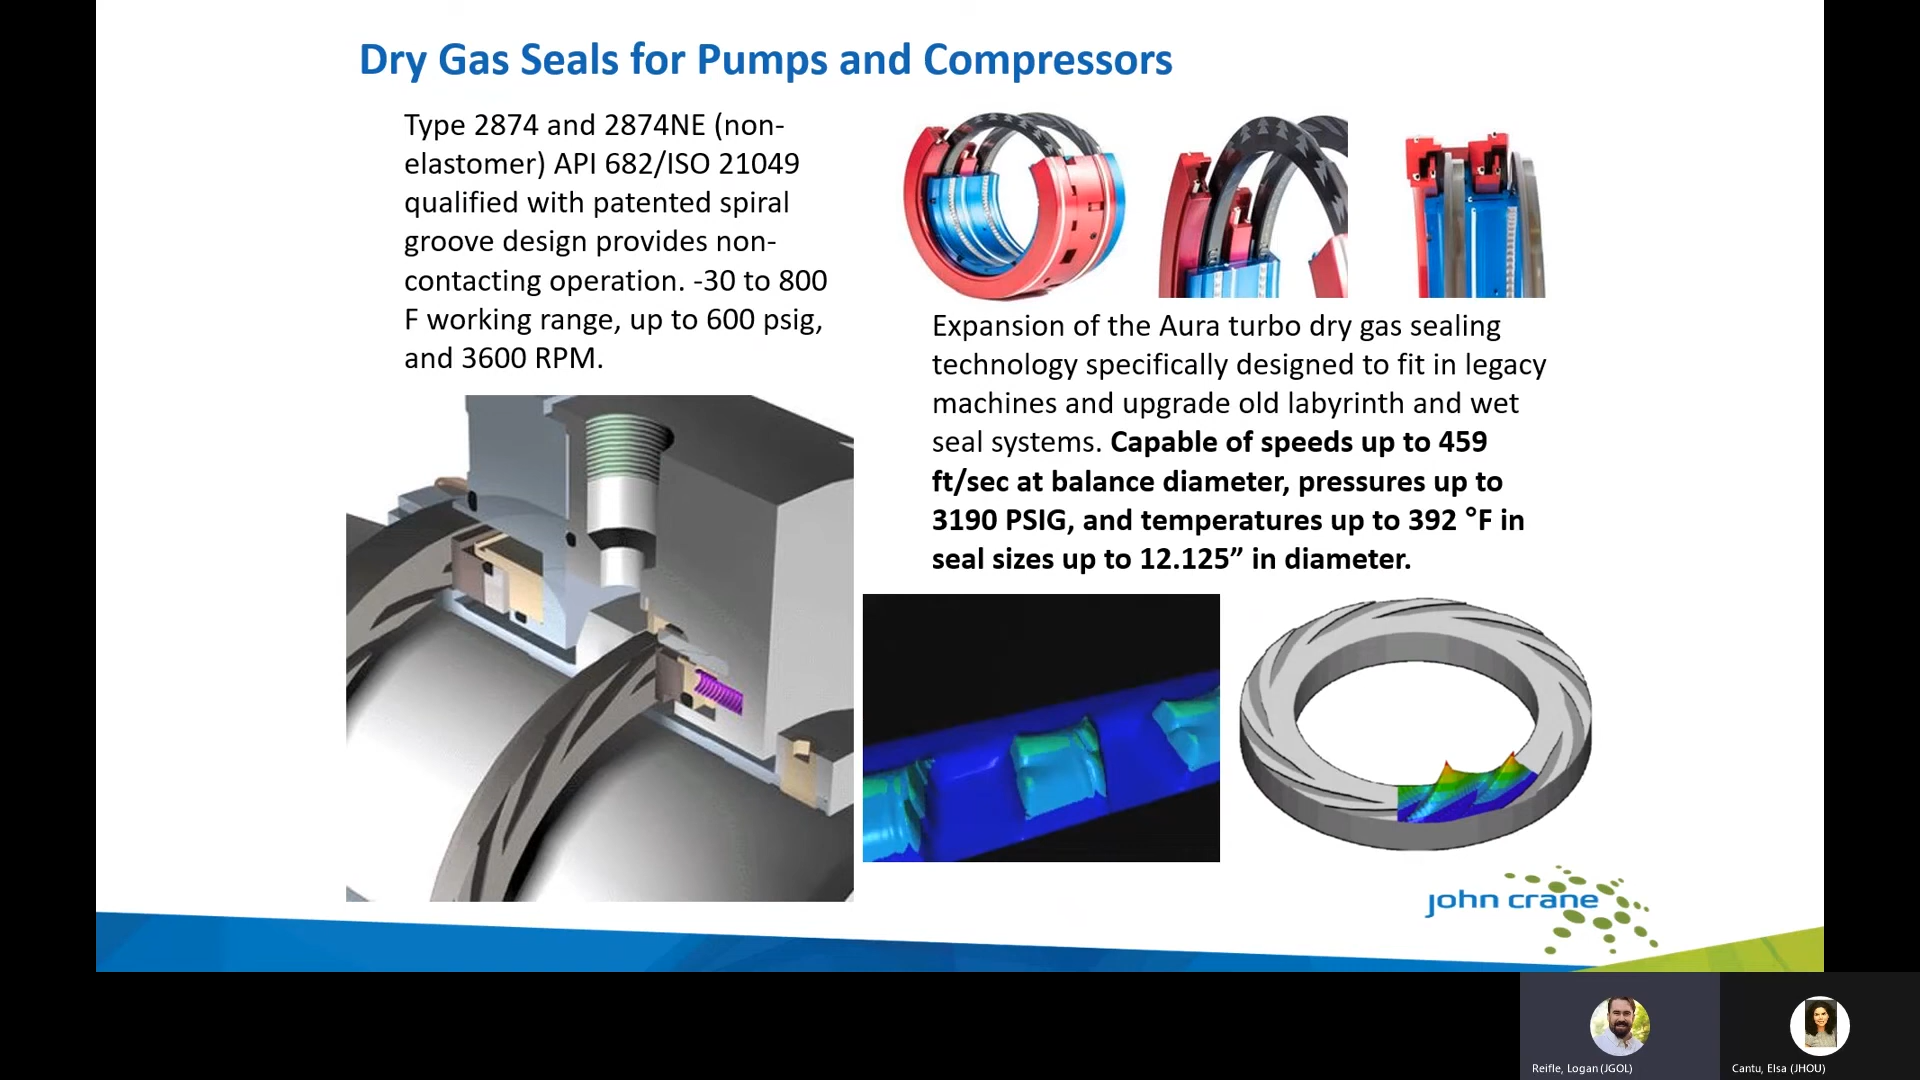 Dry Gas Seals for Pumps and Compressors
Type 2874 and 2874NE (non-
elastomer) API 682/ISO 21049
qualified with patented spiral
groove design provides non-
contacting operation. -30 to 800
F working range, up to 600 psig,
and 3600 RPM.
Expansion of the Aura turbo dry gas sealing
technology specifically designed to fit in legacy
machines and upgrade old labyrinth and wet
seal systems. Capable of speeds up to 459
ft/sec at balance diameter, pressures up to
3190 PSIG, and temperatures up to 392 °F in
seal sizes up to 12.125” in diameter.
john crane
Reifle, Logan (JGOL)
Cantu, Elsa (JHOU)